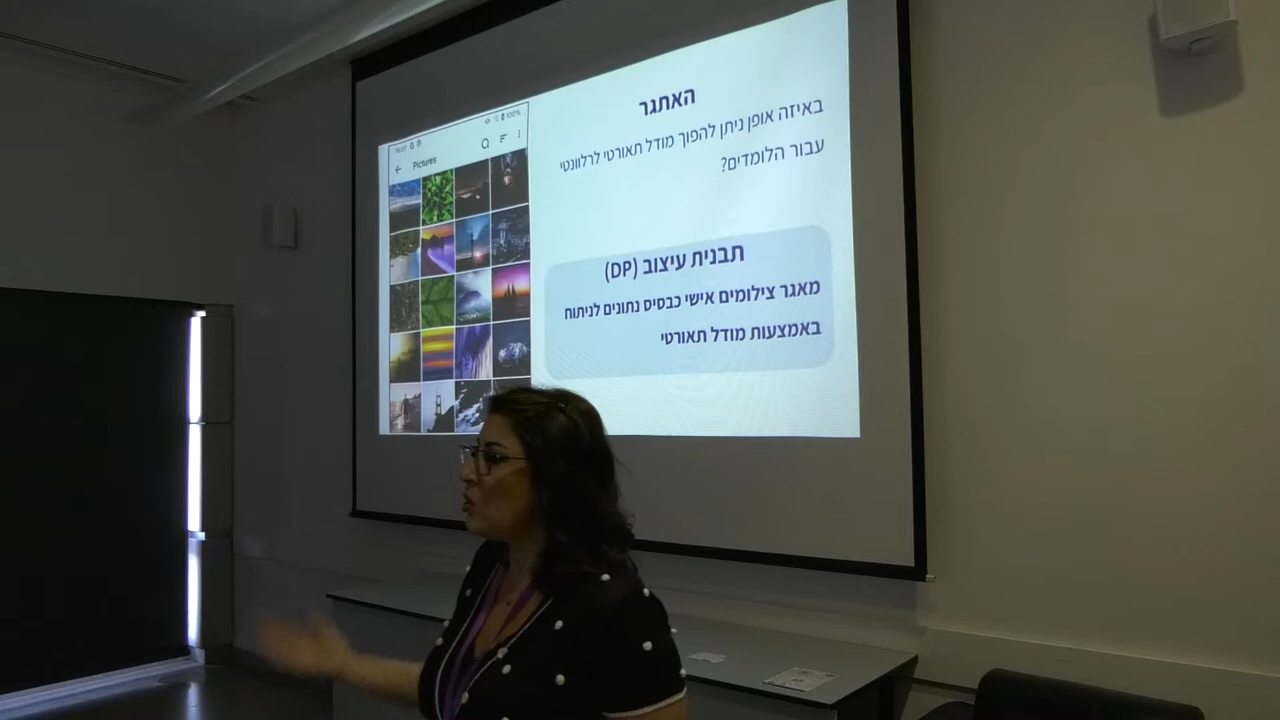 האתגר
באיזה אופן ניתן להפוך מודל תאורטי לרלוונטי
עבור הלומדים?
תבנית עיצוב (DP)
מאגר צילומים אישי כבסיס נתונים לניתוח
באמצעות מודל תאורטי
100%
Pictures